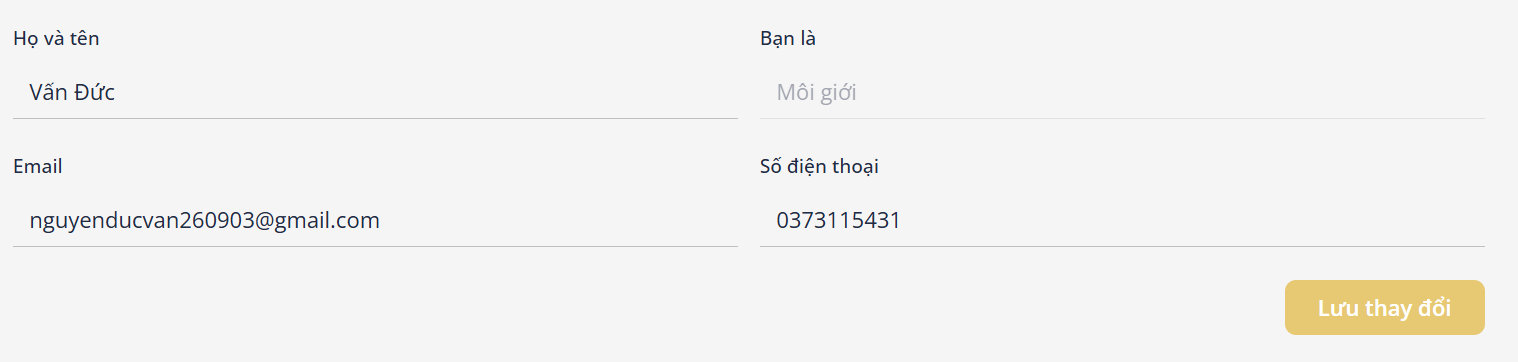 Họ và tên
Bạn là
Vấn Đức
Môi giới
Email
Số điện thoại
nguyenducvan260903@gmail.com
0373115431
Lưu thay đổi